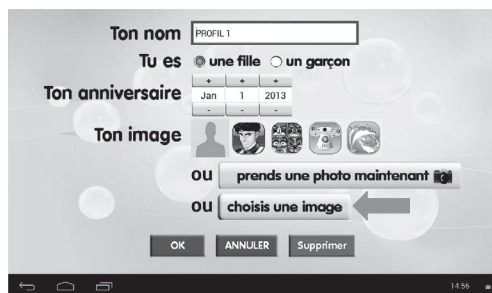 Ton nom PROFIL 1
Tu es une fille un garçon
Ton anniversaire
+ + +
Jan 1 2013
- - -
Ton image
ou prends une photo maintenant
ou choisis une image
OK ANNULER Supprimer
14:56